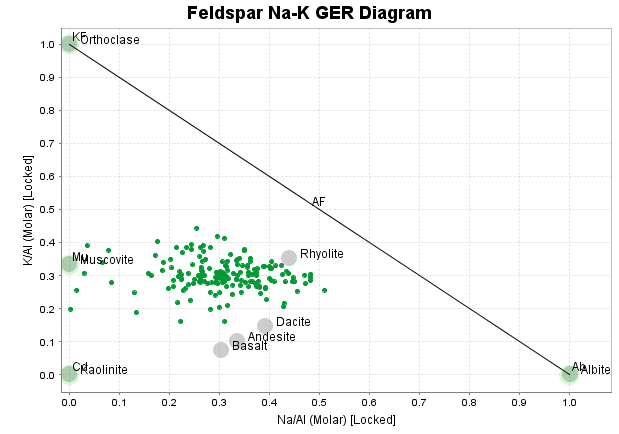 Feldspar Na-K GER Diagram
K/Al (Molar) [Locked]
1.0
0.9
0.8
0.7
0.6
0.5
0.4
0.3
0.2
0.1
0.0
KF Orthoclase
AF
Mu Muscovite
Rhyolite
Dacite
Andesite
Basalt
Kaolinite
Ab Albite
0.0 0.1 0.2 0.3 0.4 0.5 0.6 0.7 0.8 0.9 1.0
Na/Al (Molar) [Locked]